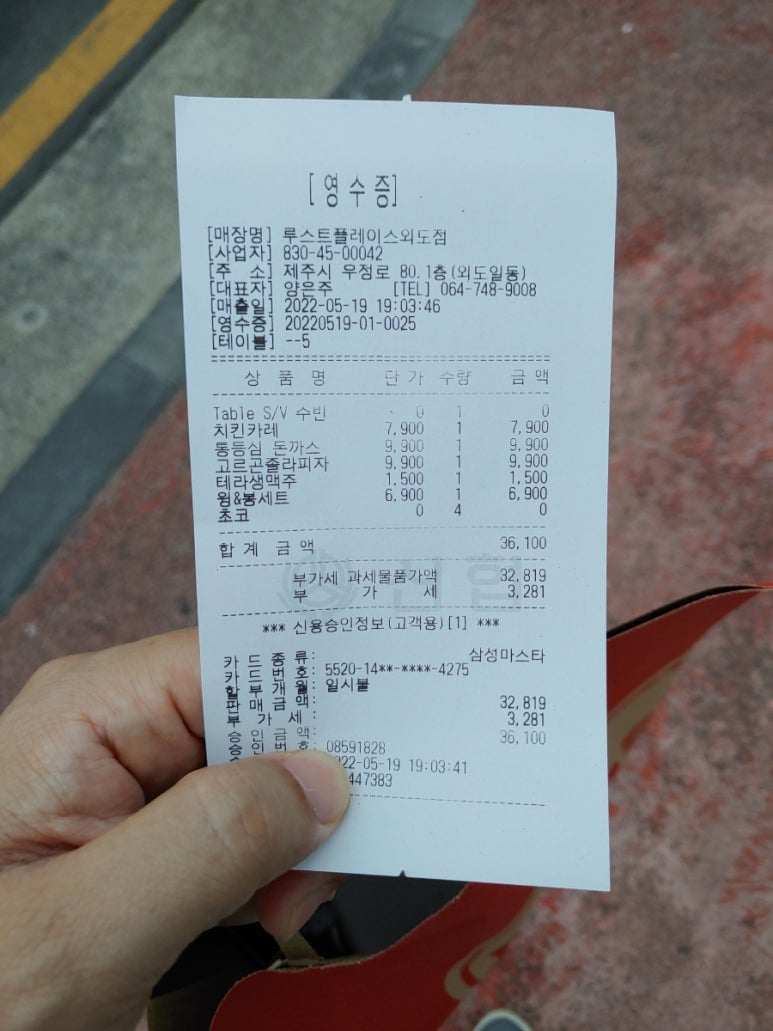 [영수증]
[매장명] 루스트플레이스외도점
[사업자] 830-45-00042
[주 소] 제주시 우정로 80. 1층(외도일동)
[대표자] 양은주 [TEL] 064-748-9008
[매출일] 2022-05-19 19:03:46
[영수증] 20220519-01-0025
[테이블] --5
상 품 명 단가 수량 금액
Table S/V 수빈 0 1 0
치킨카레 7,900 1 7,900
통등심 돈까스 9,900 1 9,900
고르곤졸라피자 9,900 1 9,900
테라생맥주 1,500 1 1,500
윙&봉세트 6,900 1 6,900
초코 0 4 0
합계 금액 36,100
신협
부가세 과세물품가액 32,819
부 가 세 3,281
*** 신용승인정보(고객용)[1] ***
카드종류: 삼성마스타
카드번호: 5520-14**-****-4275
할부개월: 일시불
판매금액: 32,819
부 가 세: 3,281
승인금액: 36,100
승인번호: 08591828
22-05-19 19:03:41
447383